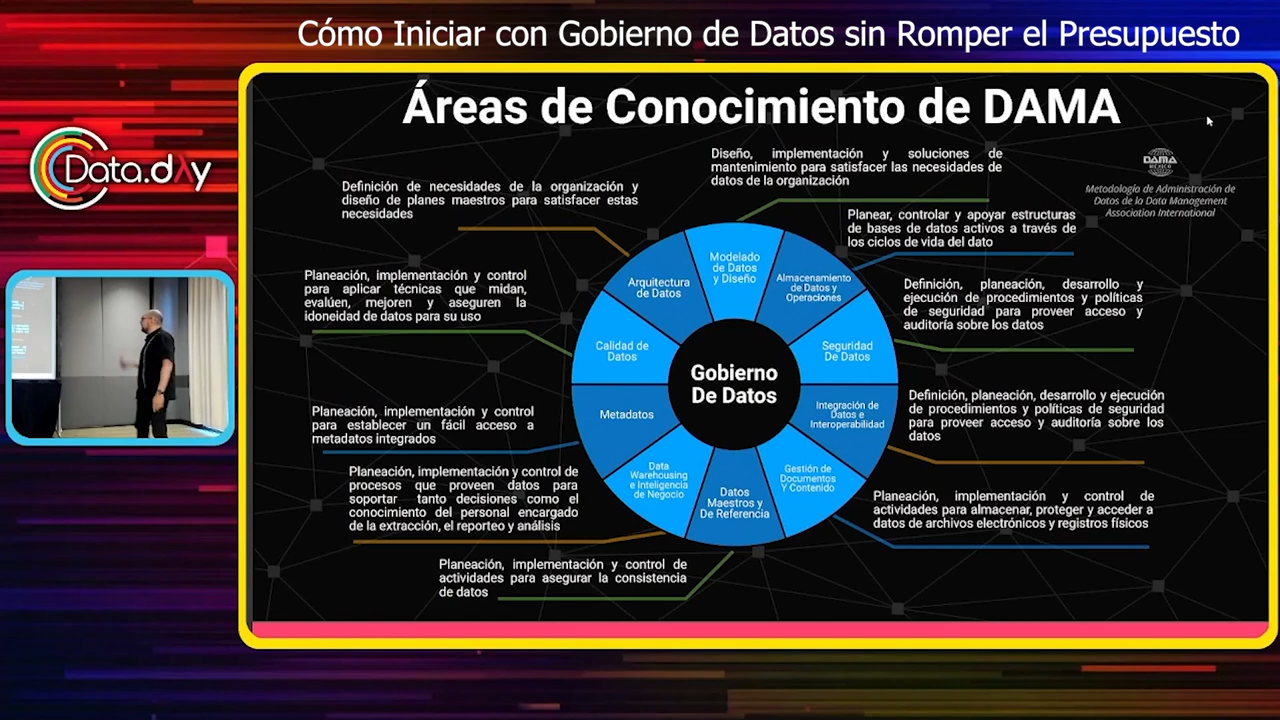 Cómo Iniciar con Gobierno de Datos sin Romper el Presupuesto
Áreas de Conocimiento de DAMA
Data.dΛy
DAMA
MÉXICO
Metodología de Administración de
Datos de la Data Management
Association International
Diseño, implementación y soluciones de
mantenimiento para satisfacer las necesidades de
datos de la organización
Definición de necesidades de la organización y
diseño de planes maestros para satisfacer estas
necesidades
Planear, controlar y apoyar estructuras
de bases de datos activos a través de
los ciclos de vida del dato
Planeación, implementación y control
para aplicar técnicas que midan,
evalúen, mejoren y aseguren la
idoneidad de datos para su uso
Definición, planeación, desarrollo y
ejecución de procedimientos y políticas
de seguridad para proveer acceso y
auditoría sobre los datos
Planeación, implementación y control
para establecer un fácil acceso a
metadatos integrados
Definición, planeación, desarrollo y ejecución
de procedimientos y políticas de seguridad
para proveer acceso y auditoría sobre los
datos
Planeación, implementación y control de
procesos que proveen datos para
soportar tanto decisiones como el
conocimiento del personal encargado
de la extracción, el reporteo y análisis
Planeación, implementación y control de
actividades para almacenar, proteger y acceder a
datos de archivos electrónicos y registros físicos
Planeación, implementación y control de
actividades para asegurar la consistencia
de datos
Modelado
de Datos
y Diseño
Almacenamiento
de Datos y
Operaciones
Seguridad
De Datos
Integración de
Datos e
Interoperabilidad
Gestión de
Documentos
Y Contenido
Datos
Maestros y
De Referencia
Data
Warehousing
e Inteligencia
de Negocio
Metadatos
Calidad de
Datos
Arquitectura
de Datos
Gobierno
De Datos